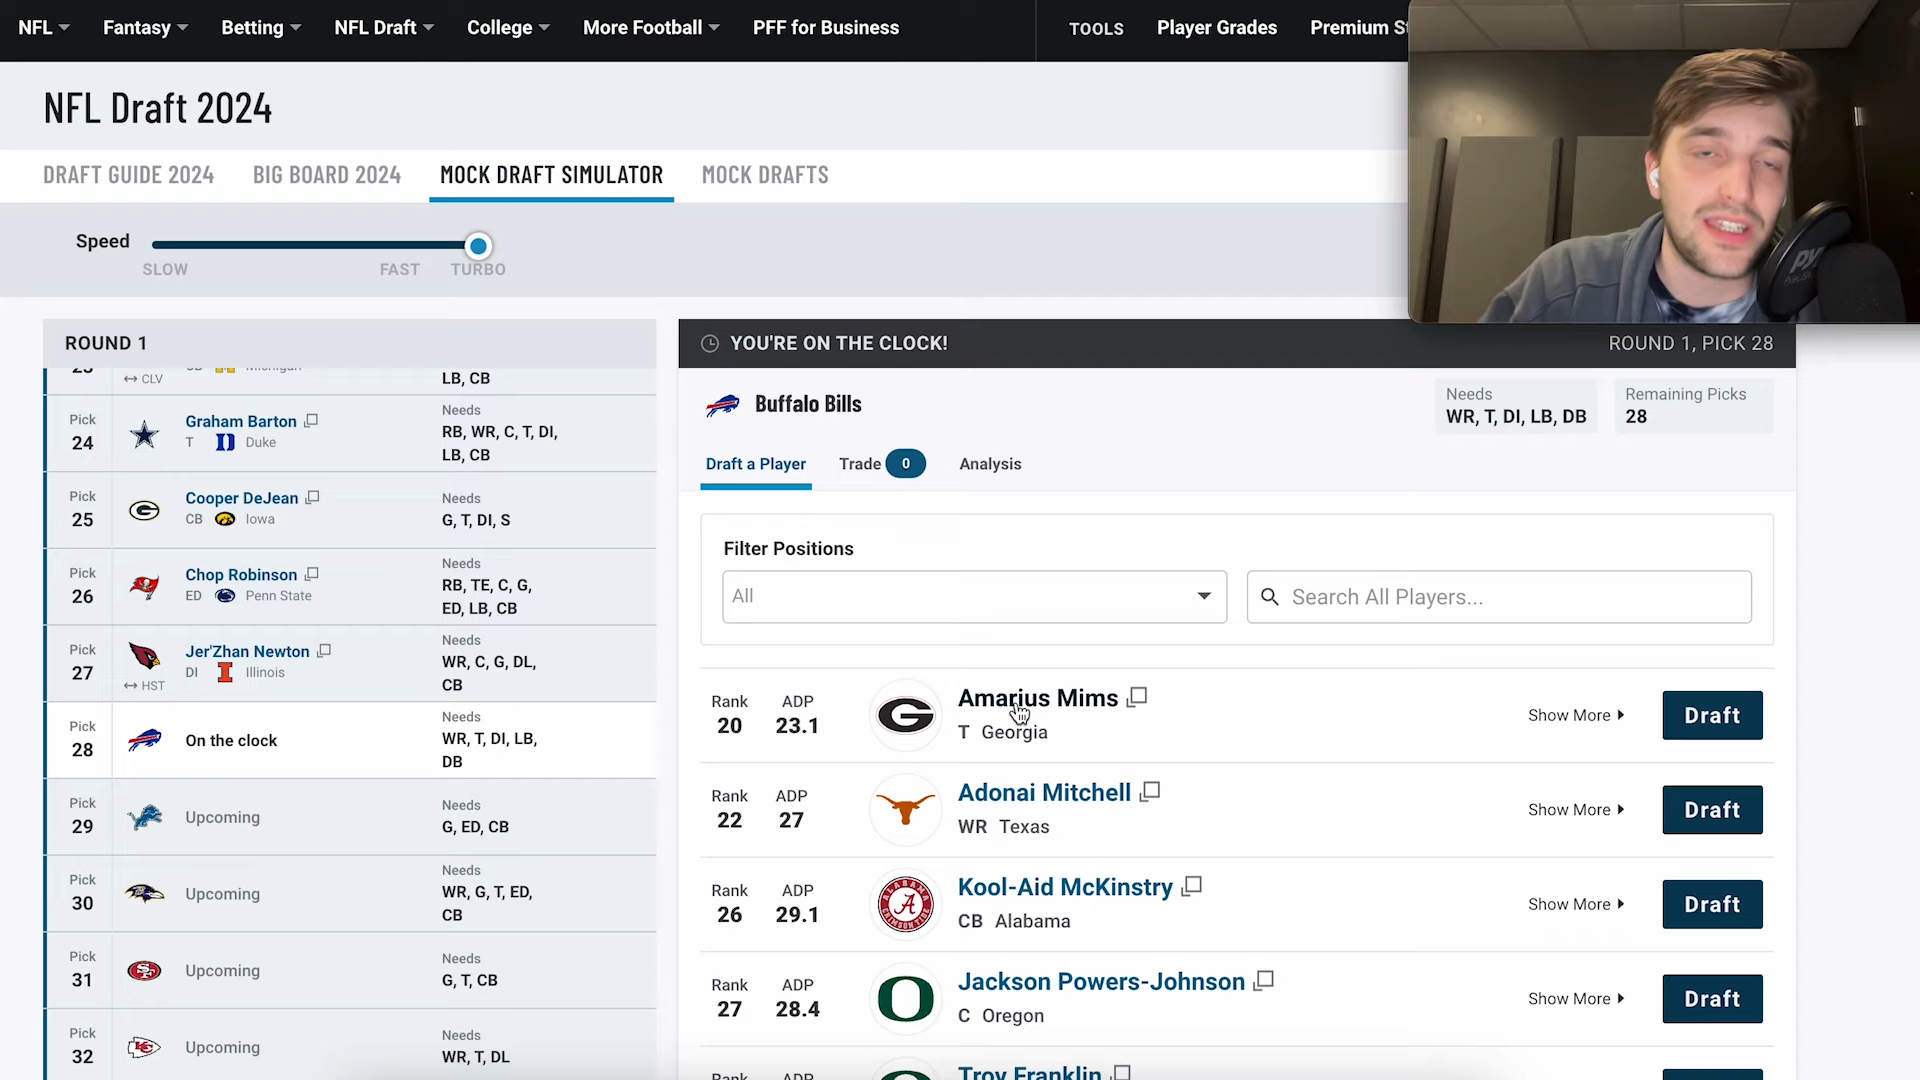 NFL Fantasy Betting NFL Draft College More Football PFF for Business TOOLS Player Grades Premium
NFL Draft 2024
DRAFT GUIDE 2024 BIG BOARD 2024 MOCK DRAFT SIMULATOR MOCK DRAFTS
Speed
SLOW FAST TURBO
ROUND 1
CLV
LB, CB
Pick 24
Graham Barton
T Duke
Needs
RB, WR, C, T, DI,
LB, CB
Pick 25
Cooper DeJean
CB Iowa
Needs
G, T, DI, S
Pick 26
Chop Robinson
ED Penn State
Needs
RB, TE, C, G,
ED, LB, CB
Pick 27
HST
Jer'Zhan Newton
DI Illinois
Needs
WR, C, G, DL,
CB
Pick 28
On the clock
Needs
WR, T, DI, LB,
DB
Pick 29
Upcoming
Needs
G, ED, CB
Pick 30
Upcoming
Needs
WR, G, T, ED,
CB
Pick 31
Upcoming
Needs
G, T, CB
Pick 32
Upcoming
Needs
WR, T, DL
YOU'RE ON THE CLOCK! ROUND 1, PICK 28
Buffalo Bills
Needs
WR, T, DI, LB, DB
Remaining Picks
28
Draft a Player Trade 0 Analysis
Filter Positions
All
Search All Players...
Rank 20
ADP 23.1
Amarius Mims
T Georgia
Show More Draft
Rank 22
ADP 27
Adonai Mitchell
WR Texas
Show More Draft
Rank 26
ADP 29.1
Kool-Aid McKinstry
CB Alabama
Show More Draft
Rank 27
ADP 28.4
Jackson Powers-Johnson
C Oregon
Show More Draft
Rank ADP
Troy Franklin